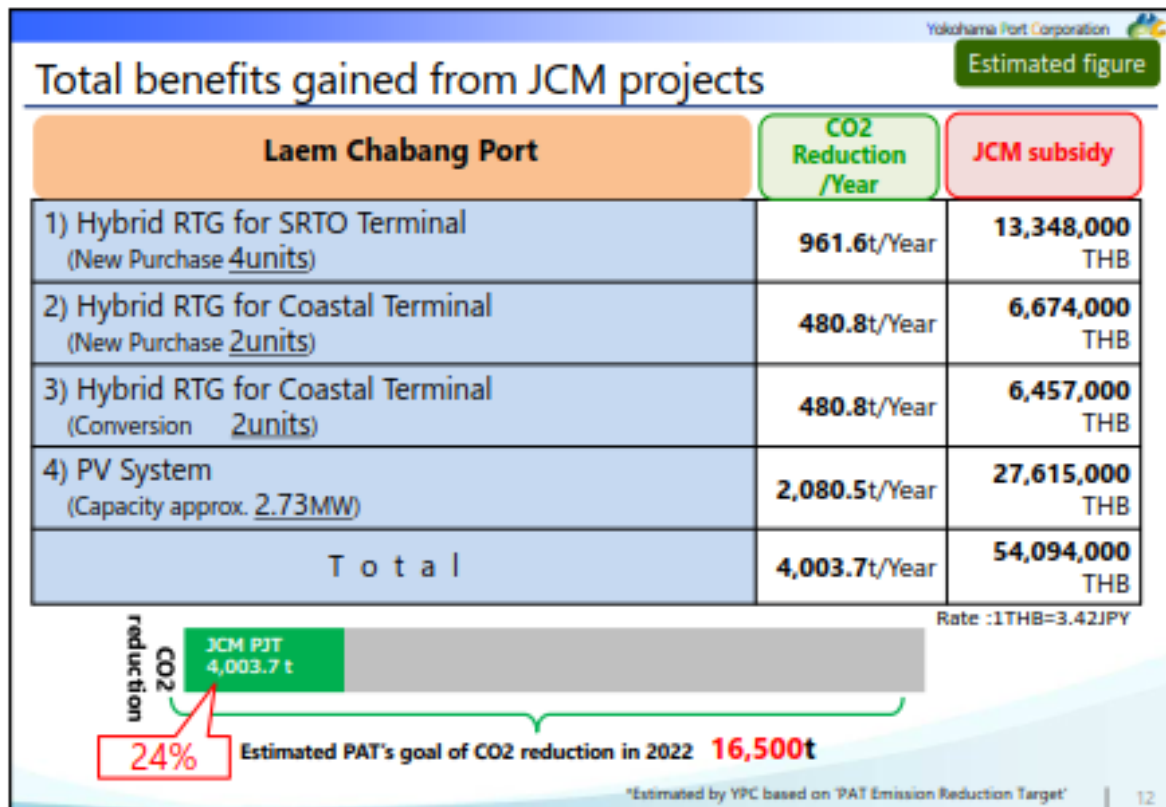 Yokohama Port Corporation
Estimated figure
Total benefits gained from JCM projects
Laem Chabang Port
CO2
Reduction
/Year
JCM subsidy
1) Hybrid RTG for SRTO Terminal
(New Purchase 4units)
961.6t/Year
13,348,000
THB
2) Hybrid RTG for Coastal Terminal
(New Purchase 2units)
480.8t/Year
6,674,000
THB
3) Hybrid RTG for Coastal Terminal
(Conversion 2units)
480.8t/Year
6,457,000
THB
4) PV System
(Capacity approx. 2.73MW)
2,080.5t/Year
27,615,000
THB
T o t a l
4,003.7t/Year
54,094,000
THB
Rate :1THB=3.42JPY
CO2
reduction
JCM PJT
4,003.7 t
24%
Estimated PAT's goal of CO2 reduction in 2022 16,500t
*Estimated by YPC based on 'PAT Emission Reduction Target'
12